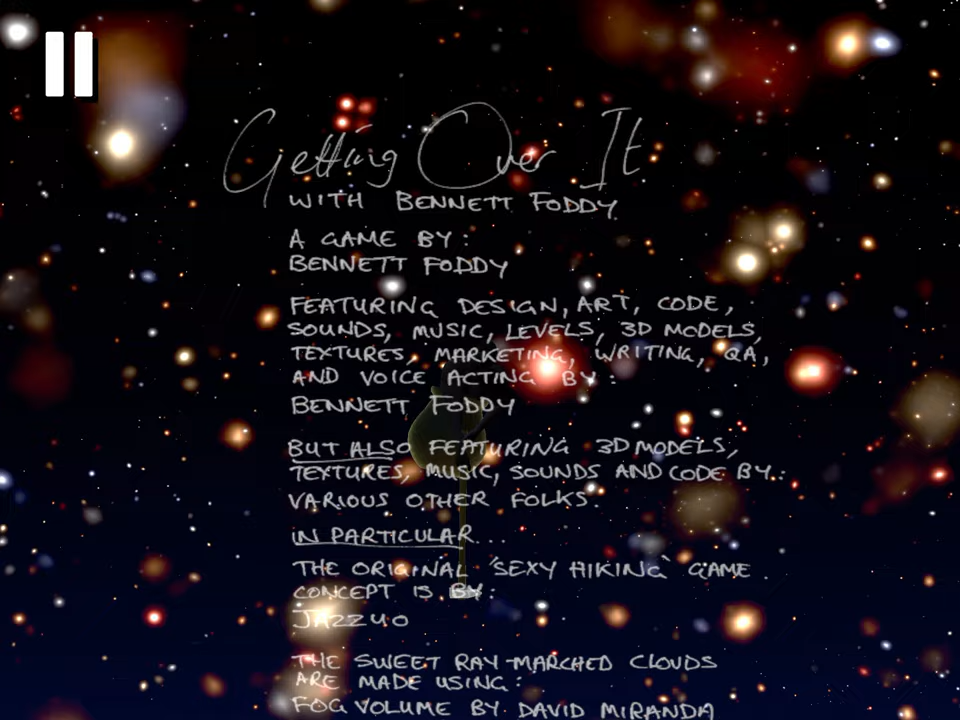 Getting Over It
WITH BENNETT FODDY
A GAME BY:
BENNETT FODDY
FEATURING DESIGN, ART, CODE,
SOUNDS, MUSIC, LEVELS, 3D MODELS,
TEXTURES, MARKETING, WRITING, QA,
AND VOICE ACTING BY:
BENNETT FODDY
BUT ALSO FEATURING 3D MODELS,
TEXTURES, MUSIC, SOUNDS AND CODE BY:
VARIOUS OTHER FOLKS.
IN PARTICULAR...
THE ORIGINAL 'SEXY HIKING' GAME
CONCEPT IS BY:
JAZZUO
THE SWEET RAY-MARCHED CLOUDS
ARE MADE USING:
FOG VOLUME BY DAVID MIRANDA